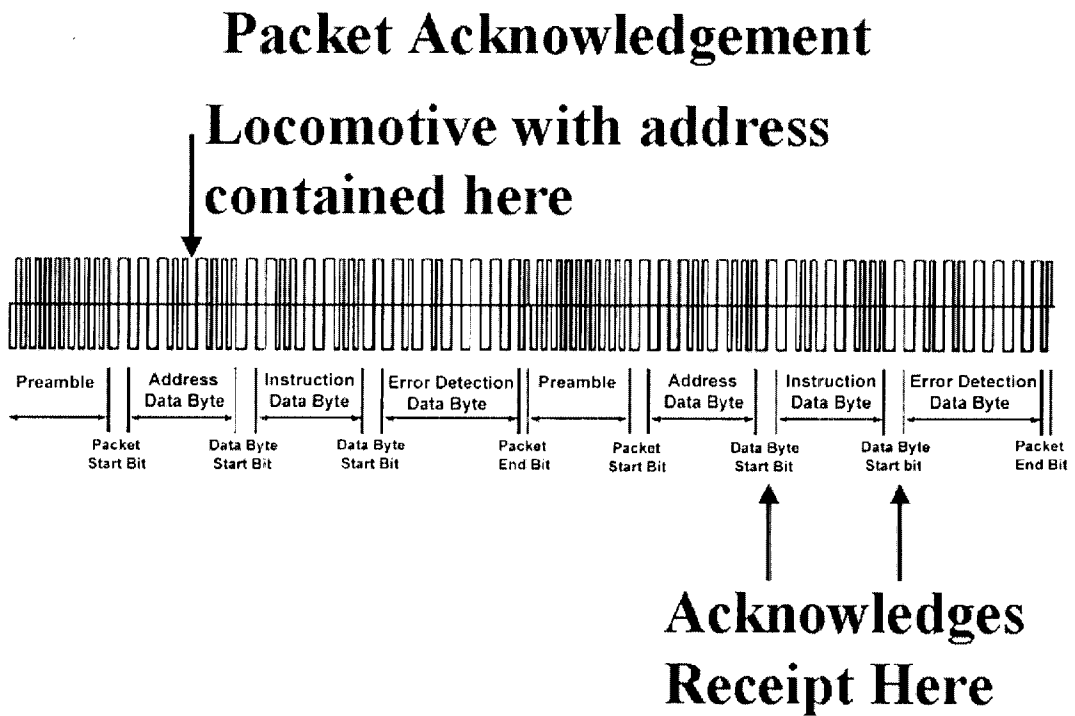 Packet Acknowledgement
Locomotive with address
contained here
Preamble
Address
Data Byte
Instruction
Data Byte
Error Detection
Data Byte
Preamble
Address
Data Byte
Instruction
Data Byte
Error Detection
Data Byte
Packet
Start Bit
Data Byte
Start Bit
Data Byte
Start Bit
Packet
End Bit
Packet
Start Bit
Data Byte
Start Bit
Data Byte
Start bit
Packet
End Bit
Acknowledges
Receipt Here